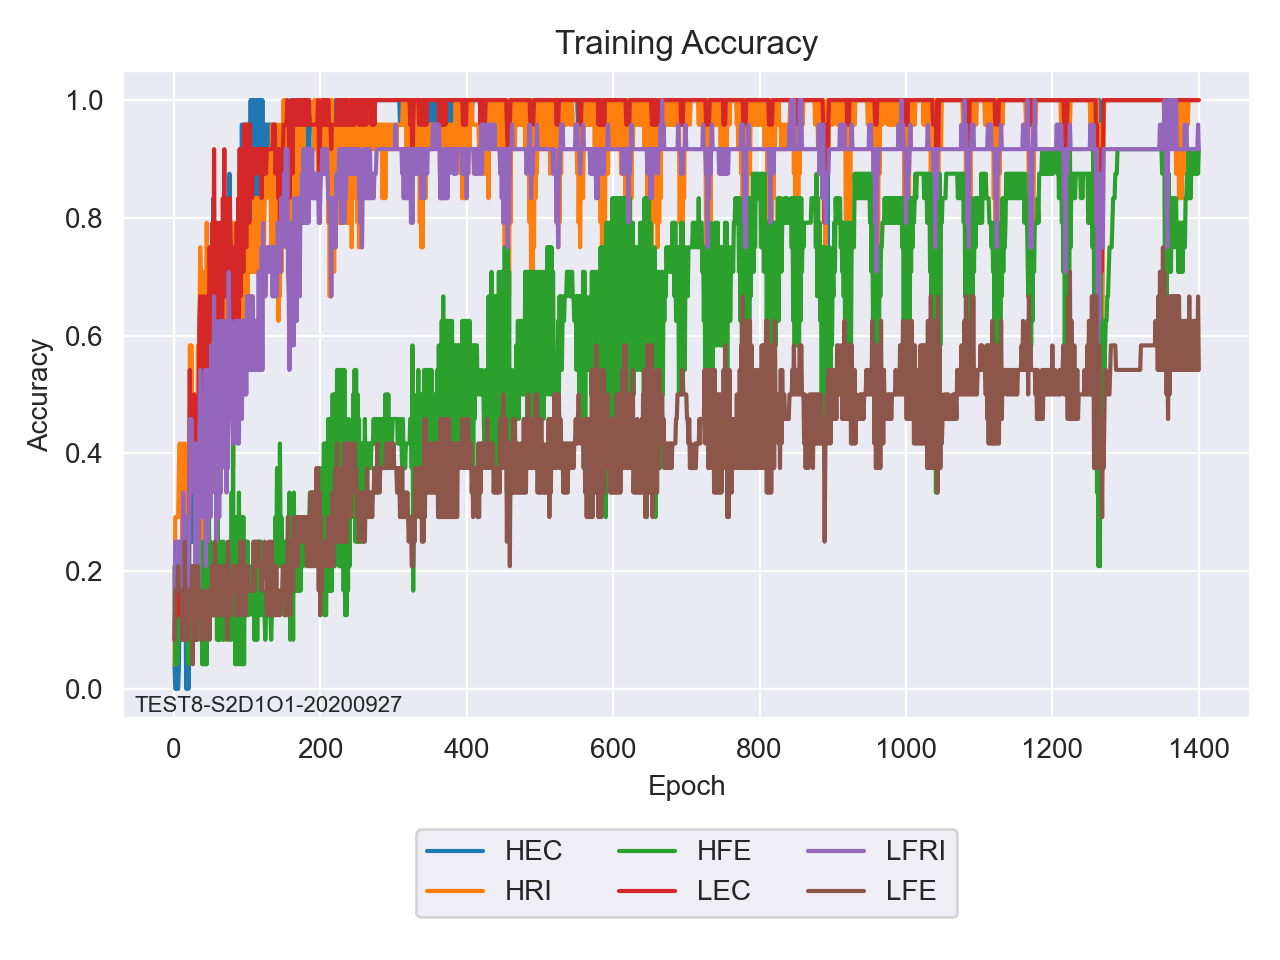 Training Accuracy
1.0
0.8
0.6
0.4
0.2
0.0
Accuracy
TEST8-S2D1O1-20200927
0 200 400 600 800 1000 1200 1400
Epoch
HEC HFE LFRI
HRI LEC LFE